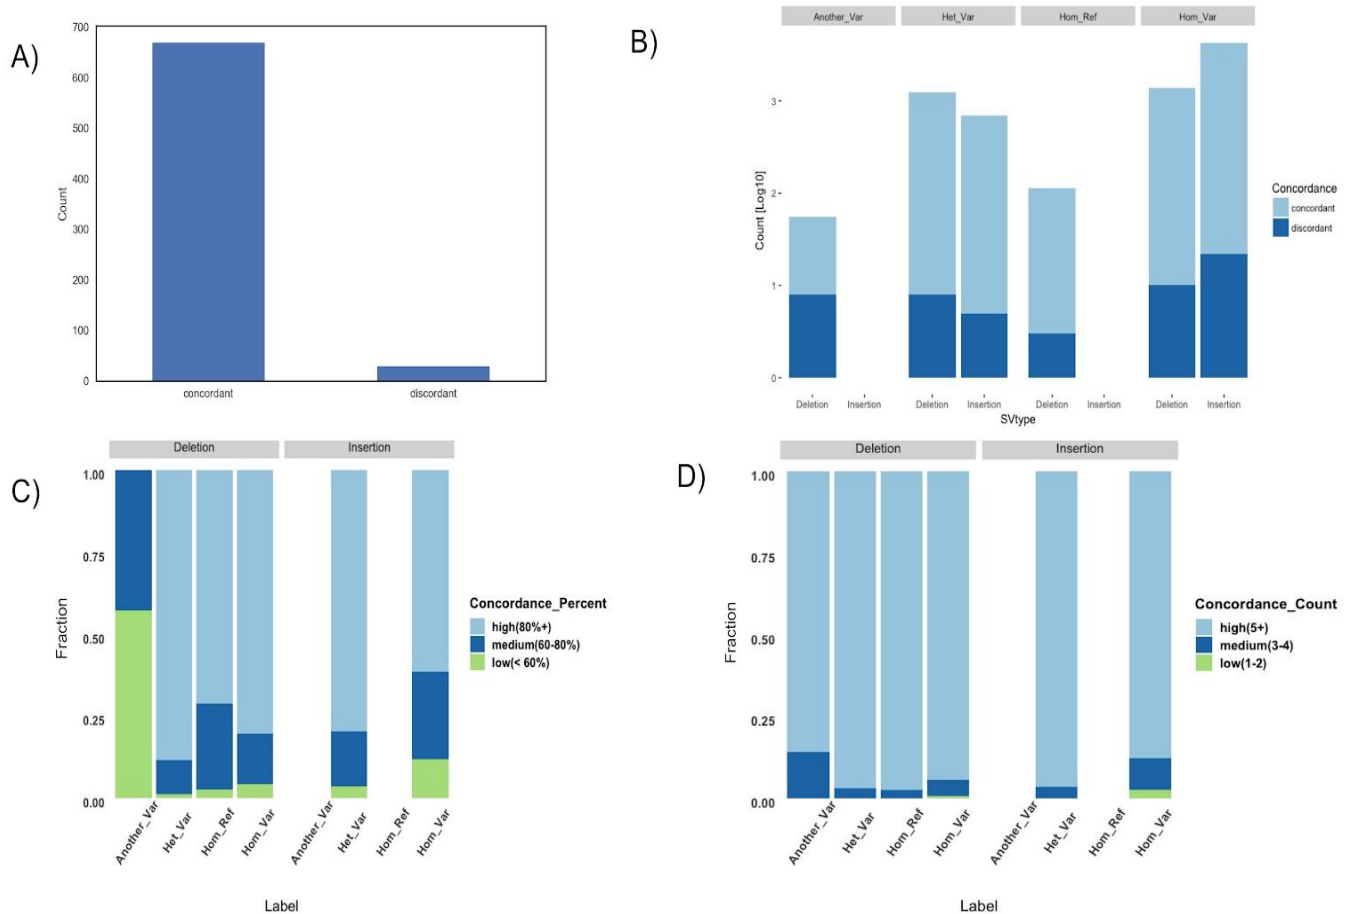 A)
700
600
500
400
300
200
100
0
Count
concordant discordant
B)
Another_Var Het_Var Hom_Ref Hom_Var
3
2
1
0
Count [Log10]
Deletion Insertion Deletion Insertion Deletion Insertion Deletion Insertion
SVtype
Concordance
concordant
discordant
C)
Deletion Insertion
1.00
0.75
0.50
0.25
0.00
Fraction
Another_Var Het_Var Hom_Ref Hom_Var Another_Var Het_Var Hom_Ref Hom_Var
Label
Concordance_Percent
high(80%+)
medium(60-80%)
low(< 60%)
D)
Deletion Insertion
1.00
0.75
0.50
0.25
0.00
Fraction
Another_Var Het_Var Hom_Ref Hom_Var Another_Var Het_Var Hom_Ref Hom_Var
Label
Concordance_Count
high(5+)
medium(3-4)
low(1-2)